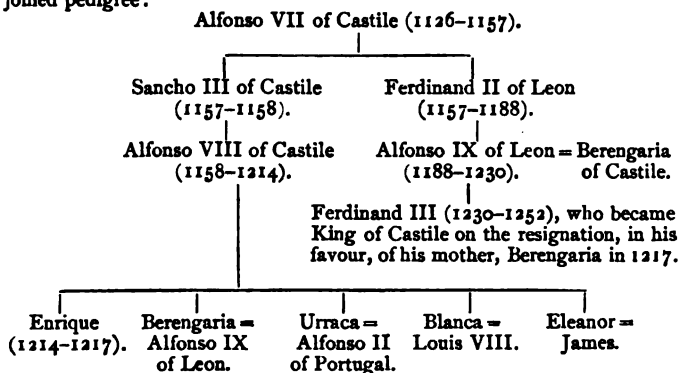 joined pedigree:
Alfonso VII of Castile (1126–1157).
Sancho III of Castile
(1157–1158).
Ferdinand II of Leon
(1157–1188).
Alfonso VIII of Castile
(1158–1214).
Alfonso IX of Leon = Berengaria
(1188–1230). of Castile.
Ferdinand III (1230–1252), who became
King of Castile on the resignation, in his
favour, of his mother, Berengaria in 1217.
Enrique
(1214–1217).
Berengaria =
Alfonso IX
of Leon.
Urraca =
Alfonso II
of Portugal.
Blanca =
Louis VIII.
Eleanor =
James.